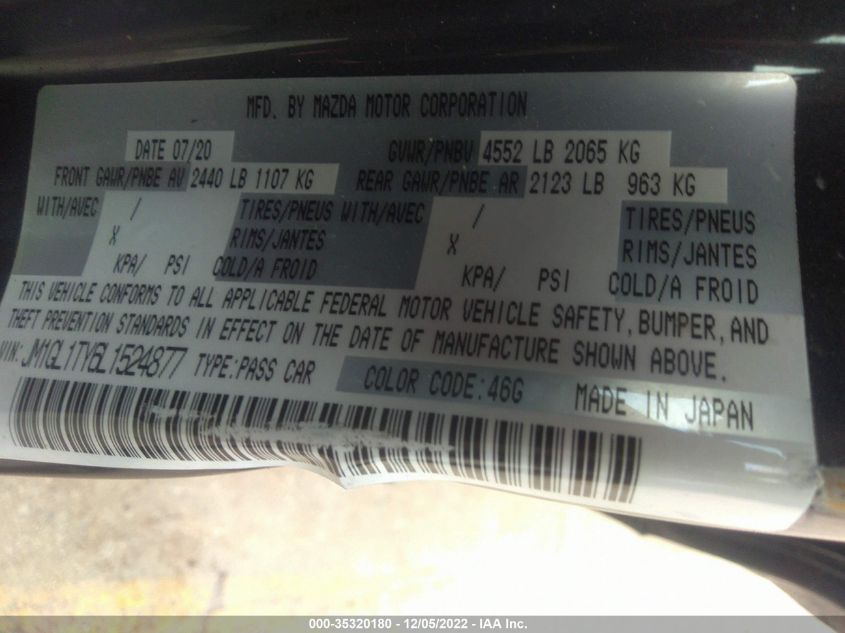 MFD. BY MAZDA MOTOR CORPORATION
DATE 07/20 GVWR/PNBV 4552 LB 2065 KG
FRONT GAWR/PNBE AV 2440 LB 1107 KG REAR GAWR/PNBE AR 2123 LB 963 KG
WITH/AVEC / TIRES/PNEUS WITH/AVEC / TIRES/PNEUS
X RIMS/JANTES X RIMS/JANTES
KPA/ PSI COLD/A FROID KPA/ PSI COLD/A FROID
THIS VEHICLE CONFORMS TO ALL APPLICABLE FEDERAL MOTOR VEHICLE SAFETY, BUMPER, AND
THEFT PREVENTION STANDARDS IN EFFECT ON THE DATE OF MANUFACTURE SHOWN ABOVE.
VIN: JM1GL1TY6L1524877 TYPE:PASS CAR COLOR CODE:46G MADE IN JAPAN
000-35320180 - 12/05/2022 - IAA Inc.